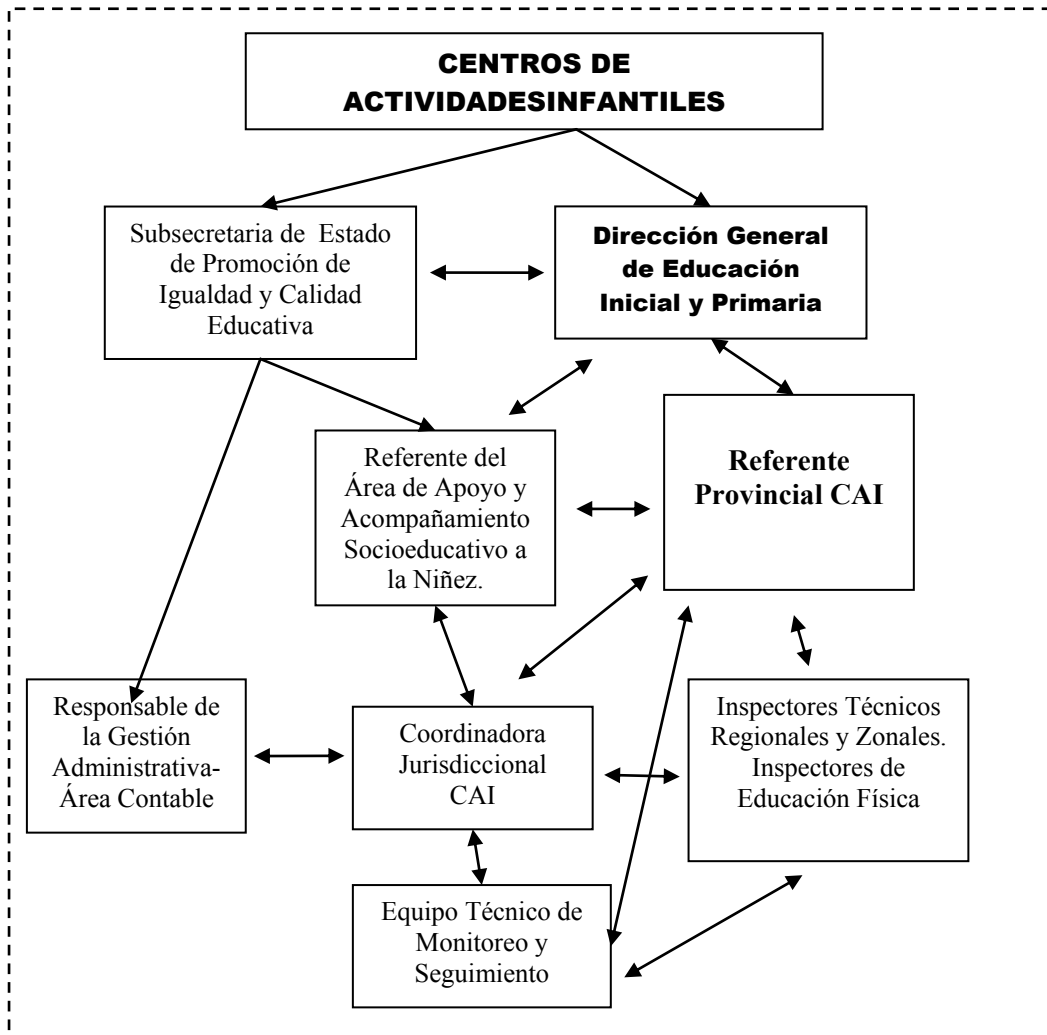 CENTROS DE
ACTIVIDADESINFANTILES
Subsecretaria de Estado
de Promoción de
Igualdad y Calidad
Educativa
Dirección General
de Educación
Inicial y Primaria
Referente del
Área de Apoyo y
Acompañamiento
Socioeducativo a
la Niñez.
Referente
Provincial CAI
Responsable de
la Gestión
Administrativa-
Área Contable
Coordinadora
Jurisdiccional
CAI
Inspectores Técnicos
Regionales y Zonales.
Inspectores de
Educación Física
Equipo Técnico de
Monitoreo y
Seguimiento